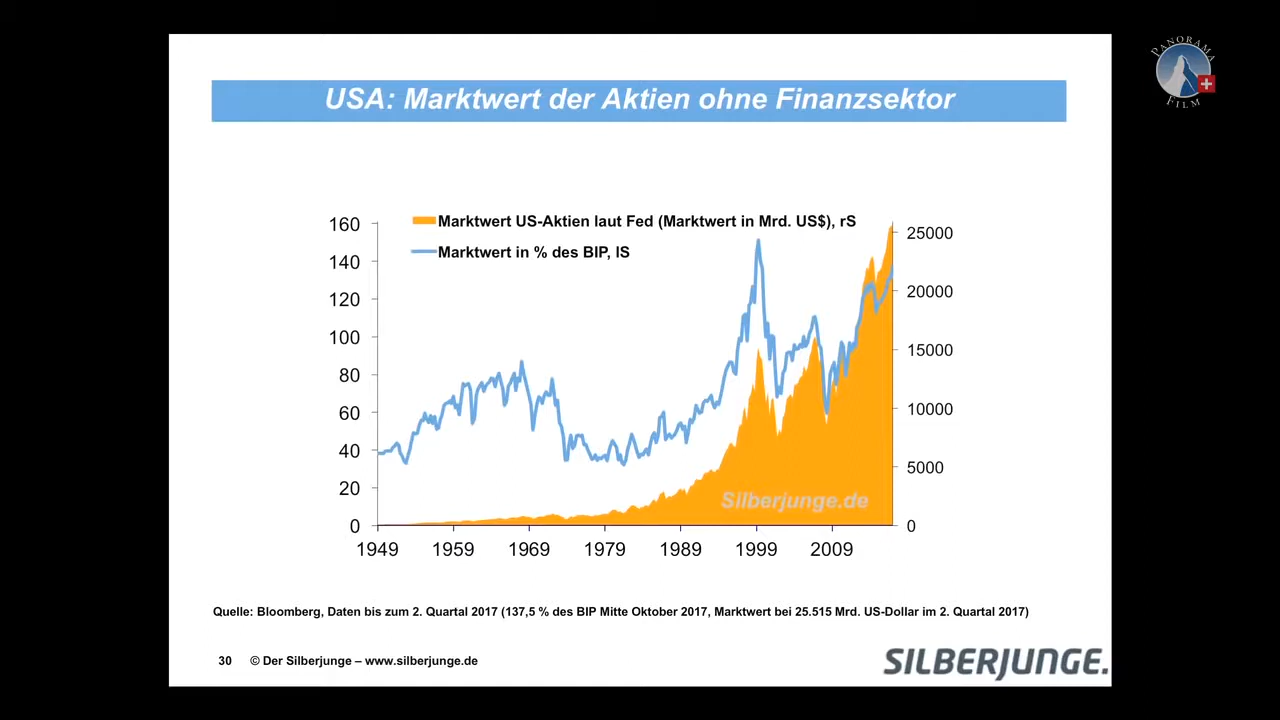 PANORAMA
FILM
USA: Marktwert der Aktien ohne Finanzsektor
Marktwert US-Aktien laut Fed (Marktwert in Mrd. US$), rS
Marktwert in % des BIP, lS
160
140
120
100
80
60
40
20
0
25000
20000
15000
10000
5000
0
1949 1959 1969 1979 1989 1999 2009
Silberjunge.de
Quelle: Bloomberg, Daten bis zum 2. Quartal 2017 (137,5 % des BIP Mitte Oktober 2017, Marktwert bei 25.515 Mrd. US-Dollar im 2. Quartal 2017)
30 © Der Silberjunge – www.silberjunge.de
SILBERJUNGE.